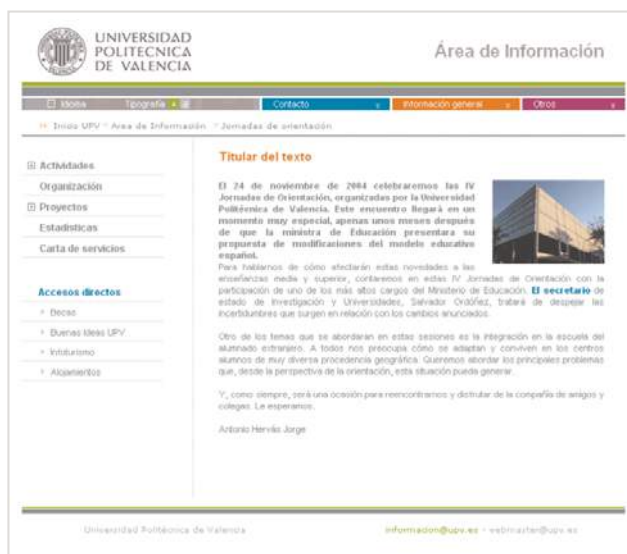 UNIVERSIDAD
POLITECNICA
DE VALENCIA
Área de Información
Idioma Tipografía Contacto Información general Otros
Inicio UPV Area de Información Jornadas de orientación
Actividades
Organización
Proyectos
Estadísticas
Carta de servicios
Accesos directos
Becas
Buenas Ideas UPV
Infoturismo
Alojamientos
Titular del texto
El 24 de noviembre de 2004 celebraremos las IV
Jornadas de Orientación, organizadas por la Universidad
Politécnica de Valencia. Este encuentro llegará en un
momento muy especial, apenas unos meses después
de que la ministra de Educación presentara su
propuesta de modificaciones del modelo educativo
español.
Para hablarnos de cómo afectarán estas novedades a las
enseñanzas media y superior, contaremos en estas IV Jornadas de Orientación con la
participación de uno de los más altos cargos del Ministerio de Educación. El secretario de
estado de Investigación y Universidades, Salvador Ordóñez, tratará de despejar las
incertidumbres que surgen en relación con los cambios anunciados.
Otro de los temas que se abordaran en estas sesiones es la integración en la escuela del
alumnado extranjero. A todos nos preocupa cómo se adaptan y conviven en los centros
alumnos de muy diversa procedencia geográfica. Queremos abordar los principales problemas
que, desde la perspectiva de la orientación, esta situación pueda generar.
Y, como siempre, será una ocasión para reencontrarnos y disfrutar de la compañía de amigos y
colegas. Le esperamos.
Antonio Hervás Jorge
Universidad Politécnica de Valencia
informacion@upv.es - webmaster@upv.es